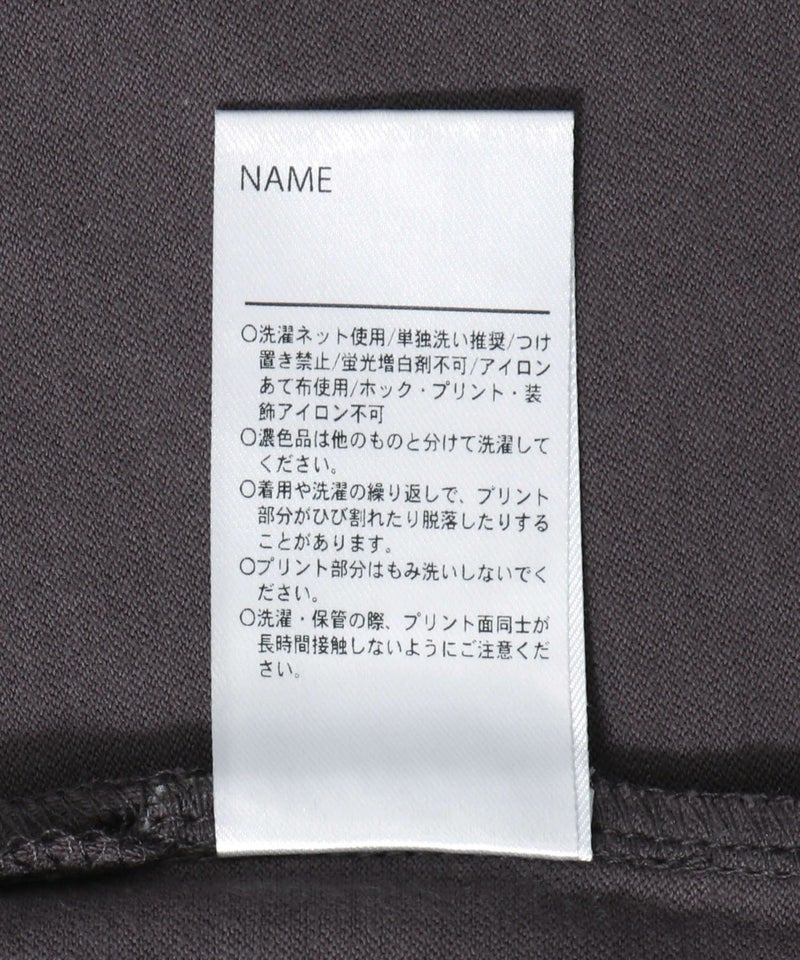 NAME
○洗濯ネット使用/単独洗い推奨/つけ
置き禁止/蛍光増白剤不可/アイロン
あて布使用/ホック・プリント・装
飾アイロン不可
○濃色品は他のものと分けて洗濯して
ください。
○着用や洗濯の繰り返しで、プリント
部分がひび割れたり脱落したりする
ことがあります。
○プリント部分はもみ洗いしないでく
ださい。
○洗濯・保管の際、プリント面同士が
長時間接触しないようにご注意くだ
さい。